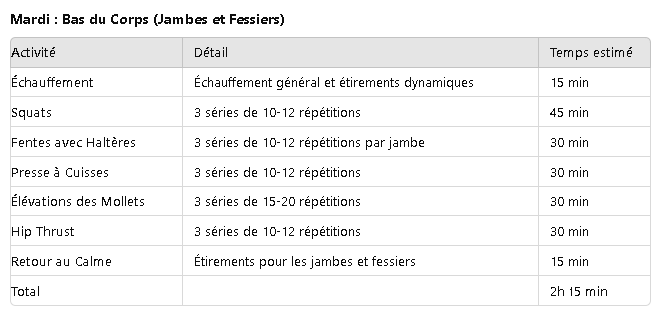 Mardi : Bas du Corps (Jambes et Fessiers)
Activité Détail Temps estimé
Échauffement Échauffement général et étirements dynamiques 15 min
Squats 3 séries de 10-12 répétitions 45 min
Fentes avec Haltères 3 séries de 10-12 répétitions par jambe 30 min
Presse à Cuisses 3 séries de 10-12 répétitions 30 min
Élévations des Mollets 3 séries de 15-20 répétitions 30 min
Hip Thrust 3 séries de 10-12 répétitions 30 min
Retour au Calme Étirements pour les jambes et fessiers 15 min
Total 2h 15 min